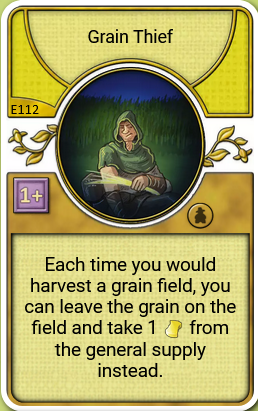 Grain Thief
E112
1+
Each time you would
harvest a grain field, you
can leave the grain on the
field and take 1 from
the general supply
instead.